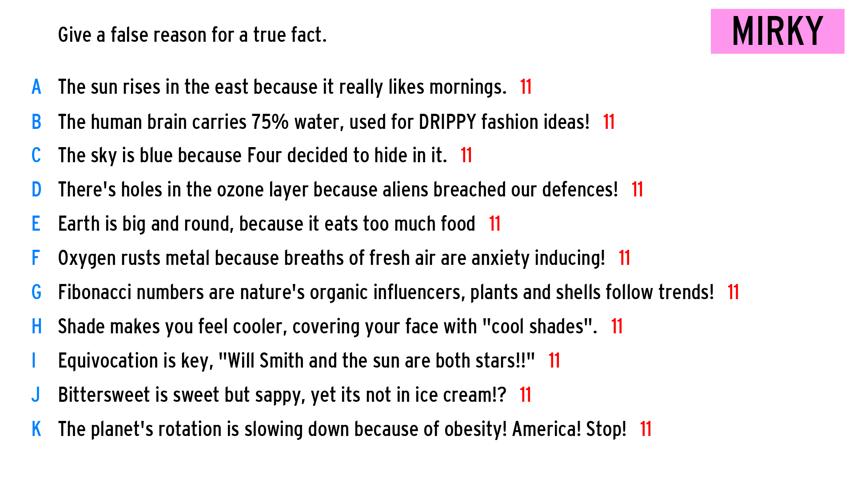 Give a false reason for a true fact.
MIRKY
A The sun rises in the east because it really likes mornings. 11
B The human brain carries 75% water, used for DRIPPY fashion ideas! 11
C The sky is blue because Four decided to hide in it. 11
D There's holes in the ozone layer because aliens breached our defences! 11
E Earth is big and round, because it eats too much food 11
F Oxygen rusts metal because breaths of fresh air are anxiety inducing! 11
G Fibonacci numbers are nature's organic influencers, plants and shells follow trends! 11
H Shade makes you feel cooler, covering your face with "cool shades". 11
I Equivocation is key, "Will Smith and the sun are both stars!!" 11
J Bittersweet is sweet but sappy, yet its not in ice cream!? 11
K The planet's rotation is slowing down because of obesity! America! Stop! 11